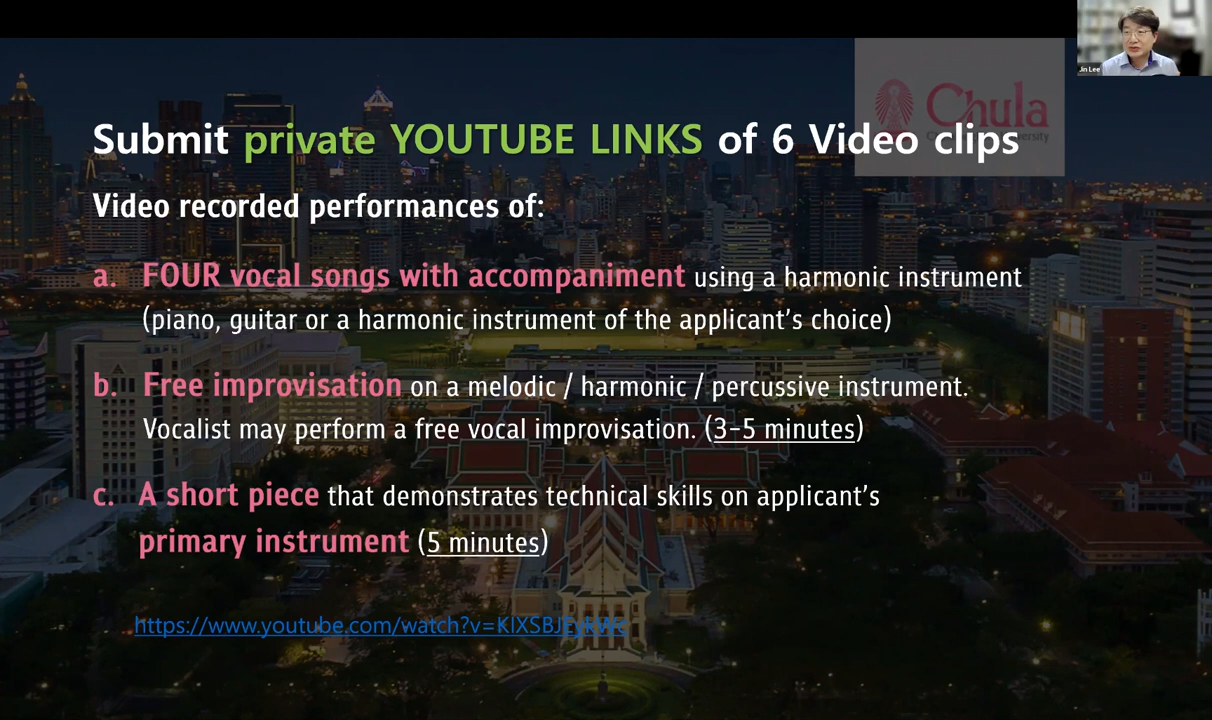 Jin Lee
Chula
Submit private YOUTUBE LINKS of 6 Video clips
Video recorded performances of:
a. FOUR vocal songs with accompaniment using a harmonic instrument
(piano, guitar or a harmonic instrument of the applicant's choice)
b. Free improvisation on a melodic / harmonic / percussive instrument.
Vocalist may perform a free vocal improvisation. (3-5 minutes)
c. A short piece that demonstrates technical skills on applicant's
primary instrument (5 minutes)